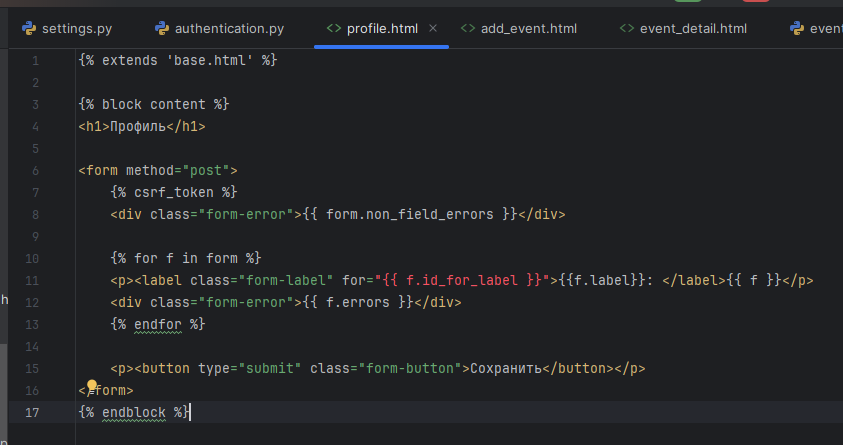 settings.py authentication.py <> profile.html × <> add_event.html <> event_detail.html event
1 {% extends 'base.html' %}
2
3 {% block content %}
4 <h1>Профиль</h1>
5
6 <form method="post">
7 {% csrf_token %}
8 <div class="form-error">{{ form.non_field_errors }}</div>
9
10 {% for f in form %}
11 <p><label class="form-label" for="{{ f.id_for_label }}">{{f.label}}: </label>{{ f }}</p>
12 <div class="form-error">{{ f.errors }}</div>
13 {% endfor %}
14
15 <p><button type="submit" class="form-button">Сохранить</button></p>
16 </form>
17 {% endblock %}